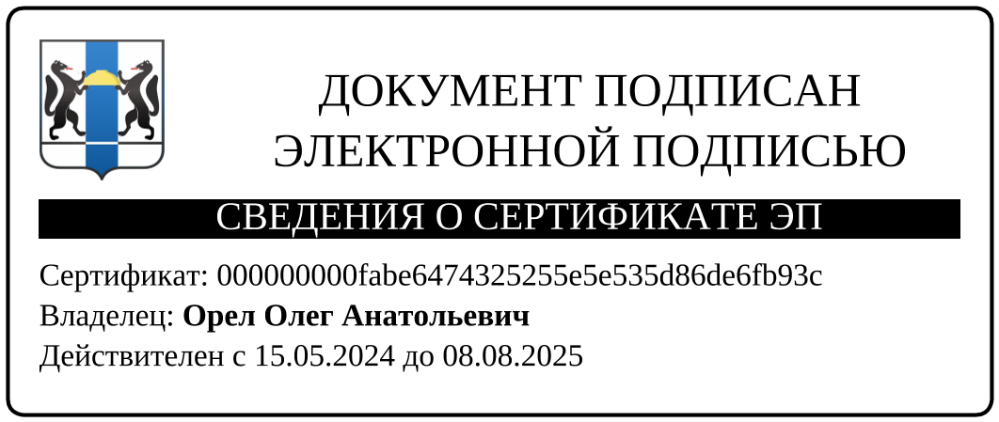 ДОКУМЕНТ ПОДПИСАН
ЭЛЕКТРОННОЙ ПОДПИСЬЮ
СВЕДЕНИЯ О СЕРТИФИКАТЕ ЭП
Сертификат: 000000000fabe6474325255e5e535d86de6fb93c
Владелец: Орел Олег Анатольевич
Действителен с 15.05.2024 до 08.08.2025